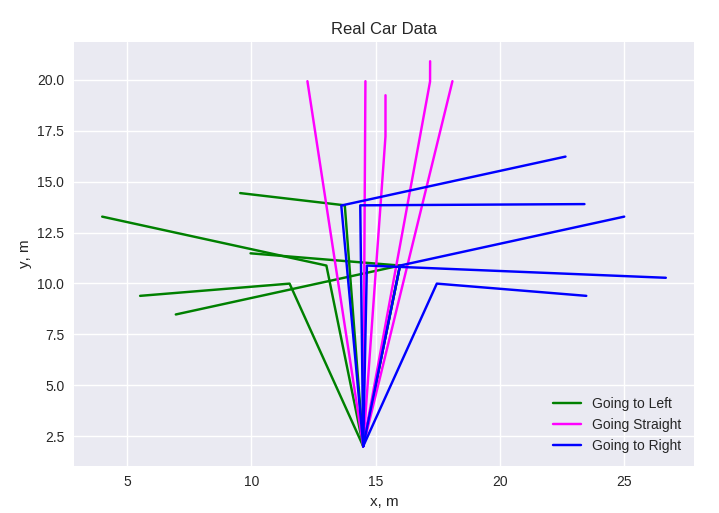 Real Car Data
20.0
17.5
15.0
12.5
10.0
7.5
5.0
2.5
y, m
5 10 15 20 25
x, m
Going to Left
Going Straight
Going to Right